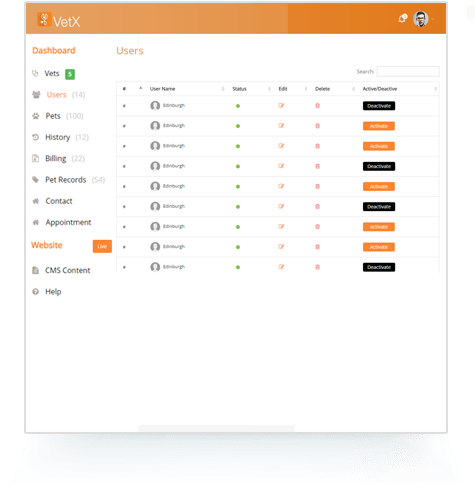 VetX
Dashboard
Users
Vets 5
Search:
Users (14)
# User Name Status Edit Delete Active/Deactive
# Edinburgh Deactivate
Pets (100)
# Edinburgh Activate
History (12)
# Edinburgh Activate
Billing (22)
# Edinburgh Deactivate
Pet Records (54)
# Edinburgh Activate
Contact
# Edinburgh Deactivate
Appointment
# Edinburgh Activate
Website Live
# Edinburgh Activate
CMS Content
# Edinburgh Deactivate
Help